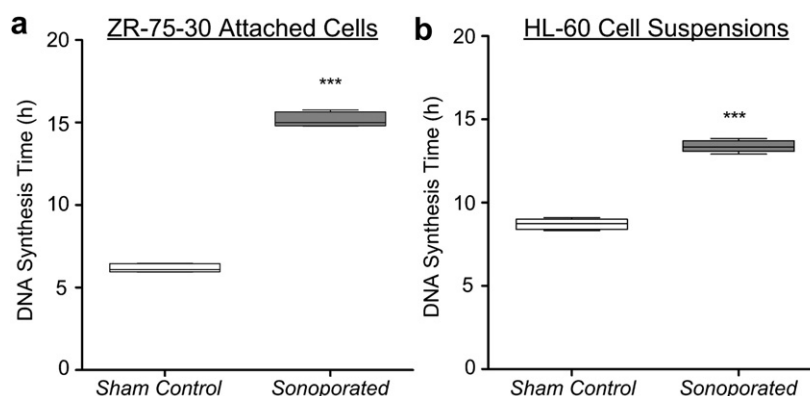 a
ZR-75-30 Attached Cells
DNA Synthesis Time (h)
20
15
10
5
0
***
Sham Control
Sonoporated
b
HL-60 Cell Suspensions
DNA Synthesis Time (h)
20
15
10
5
0
***
Sham Control
Sonoporated